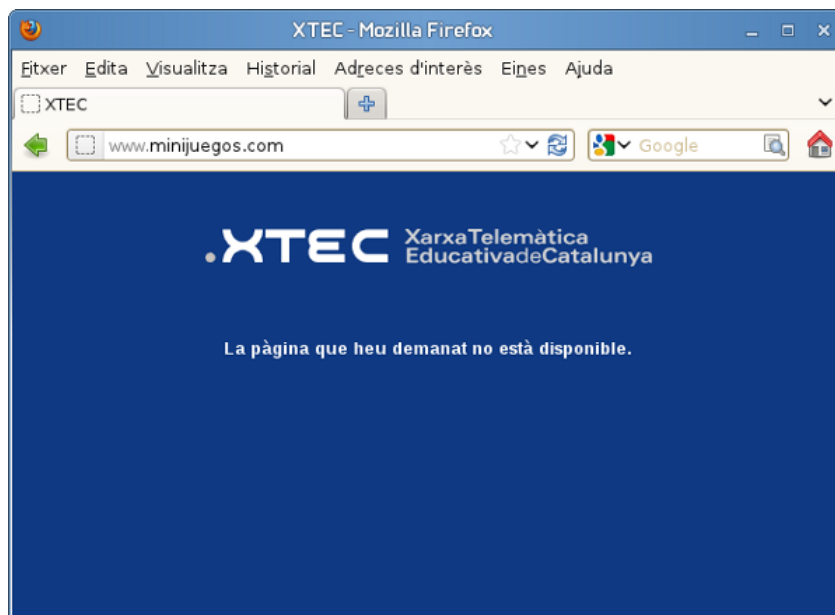 XTEC - Mozilla Firefox
Fitxer Edita Visualitza Historial Adreces d'interès Eines Ajuda
XTEC
www.minijuegos.com Google
.XTEC XarxaTelemàtica
EducativadeCatalunya
La pàgina que heu demanat no està disponible.